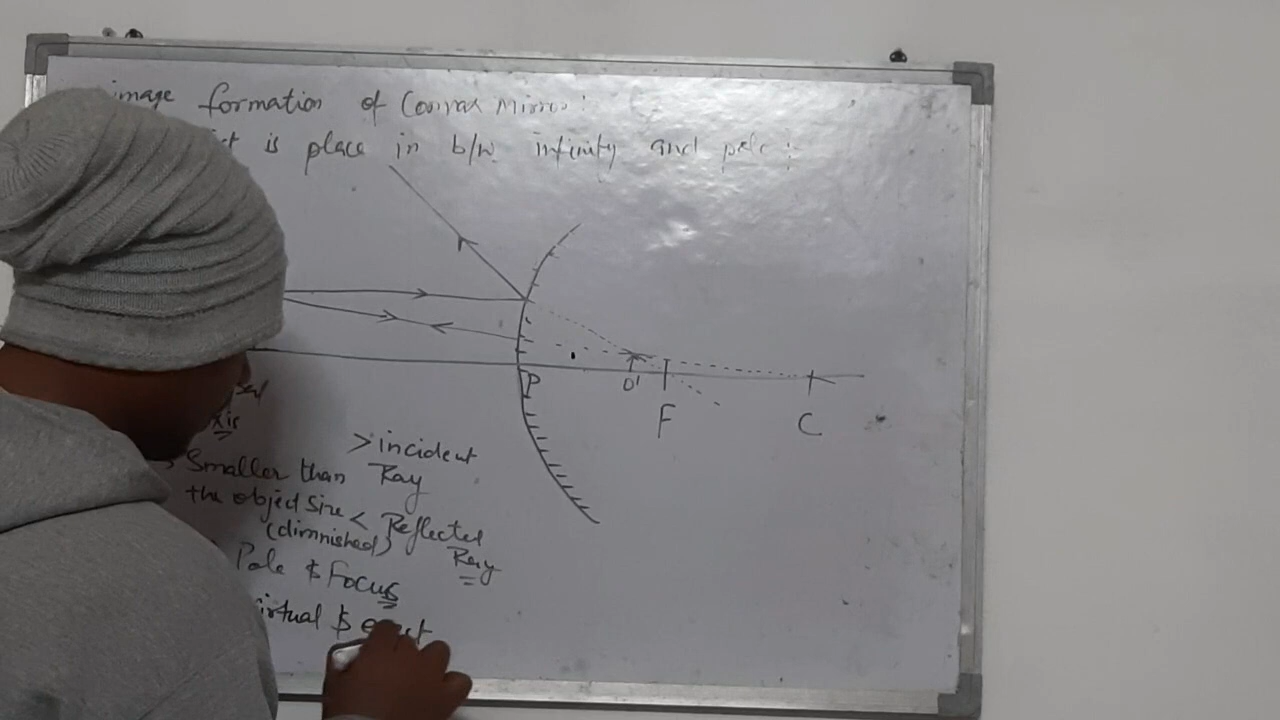 image formation of Convex Mirror:
is place in b/w infinity and pole:
P
O'
F
C
> incident
Smaller than Ray
the object size < Reflected
(diminished) Ray
Pole & Focus
virtual & erect